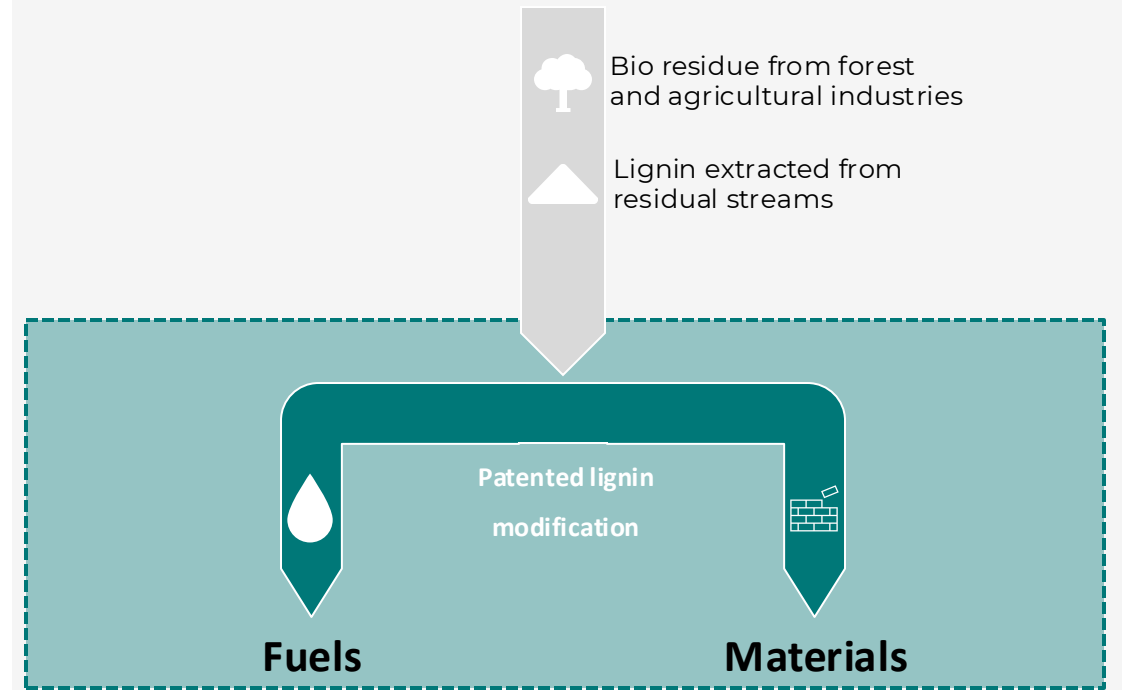 Bio residue from forest
and agricultural industries
Lignin extracted from
residual streams
Patented lignin
modification
Fuels
Materials